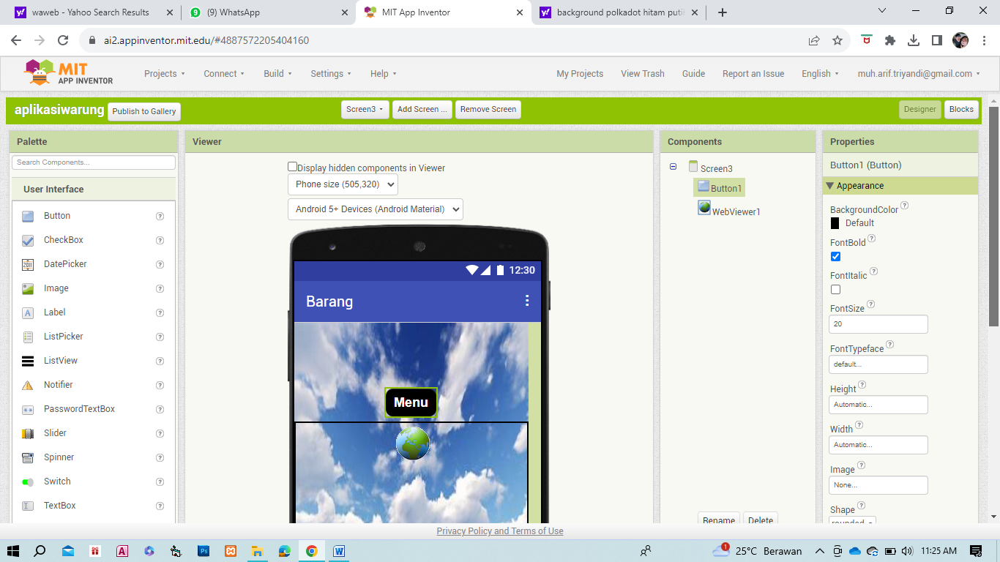 waweb - Yahoo Search Results
(9) WhatsApp
MIT App Inventor
background polkadot hitam puti
ai2.appinventor.mit.edu/#4887572205404160
MIT
APP INVENTOR
Projects
Connect
Build
Settings
Help
My Projects
View Trash
Guide
Report an Issue
English
muh.arif.triyandi@gmail.com
aplikasiwarung
Publish to Gallery
Screen3
Add Screen ...
Remove Screen
Designer
Blocks
Palette
Search Components...
User Interface
Button
CheckBox
DatePicker
Image
Label
ListPicker
ListView
Notifier
PasswordTextBox
Slider
Spinner
Switch
TextBox
Viewer
Display hidden components in Viewer
Phone size (505,320)
Android 5+ Devices (Android Material)
12:30
Barang
Menu
Components
Screen3
Button1
WebViewer1
Rename
Delete
Properties
Button1 (Button)
Appearance
BackgroundColor
Default
FontBold
FontItalic
FontSize
20
FontTypeface
default...
Height
Automatic...
Width
Automatic...
Image
None...
Shape
rounded
Privacy Policy and Terms of Use
1
25°C Berawan
11:25 AM